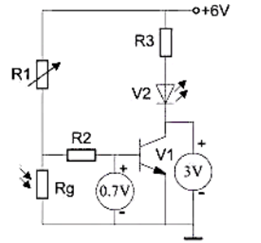 +6V
R3
R1
V2
R2
V1
+
+
0.7V
3V
Rg
-
-